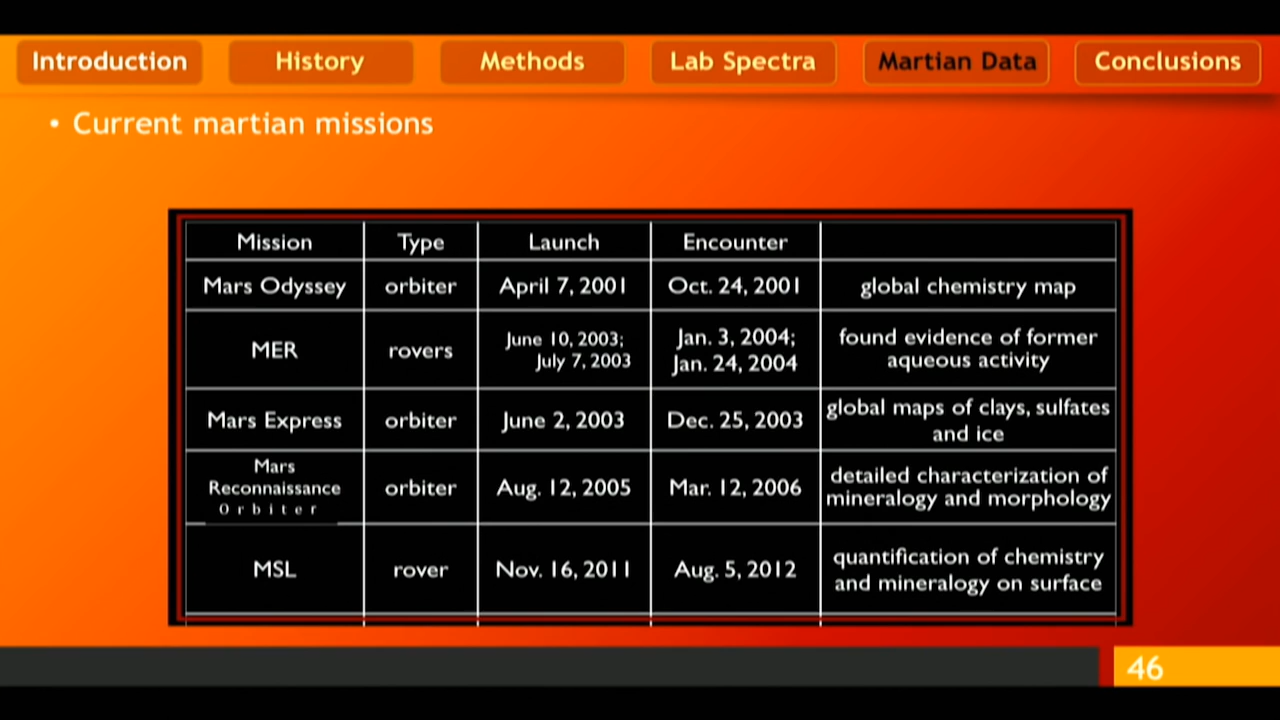 Introduction History Methods Lab Spectra Martian Data Conclusions
• Current martian missions
Mission Type Launch Encounter
Mars Odyssey orbiter April 7, 2001 Oct. 24, 2001 global chemistry map
MER rovers June 10, 2003; July 7, 2003 Jan. 3, 2004; Jan. 24, 2004 found evidence of former aqueous activity
Mars Express orbiter June 2, 2003 Dec. 25, 2003 global maps of clays, sulfates and ice
Mars Reconnaissance Orbiter orbiter Aug. 12, 2005 Mar. 12, 2006 detailed characterization of mineralogy and morphology
MSL rover Nov. 16, 2011 Aug. 5, 2012 quantification of chemistry and mineralogy on surface
46